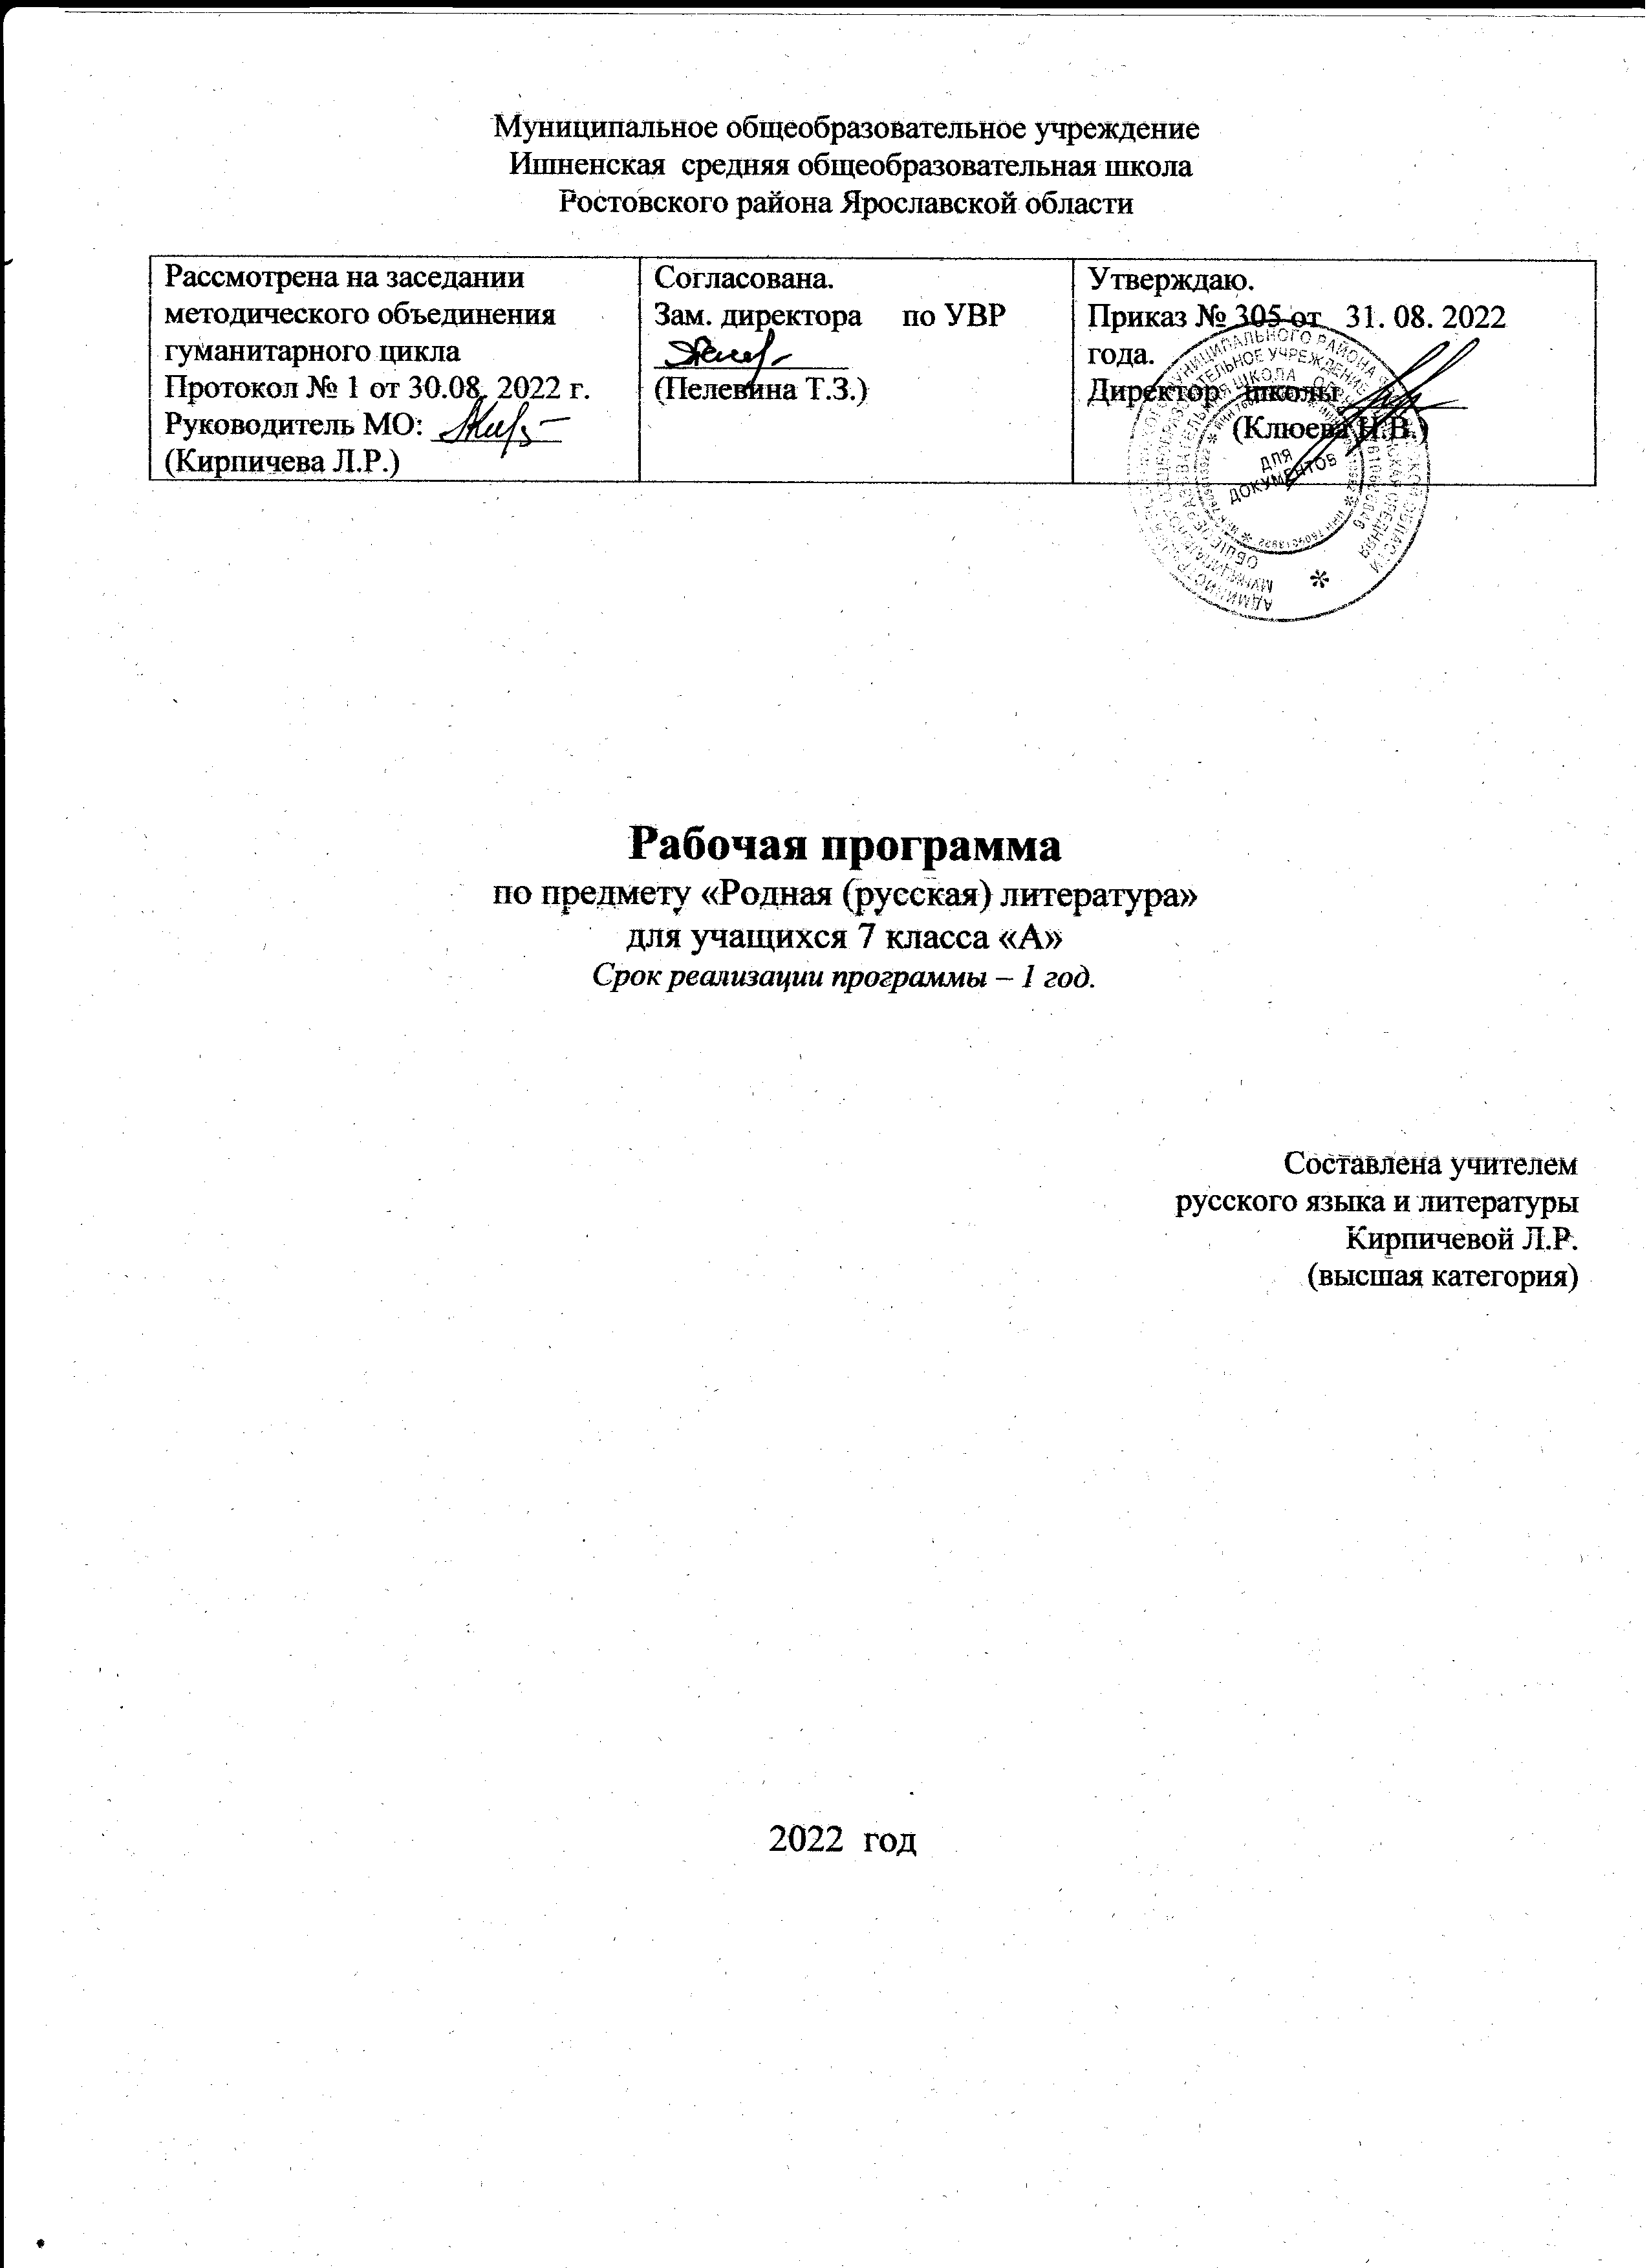 Муниципальное общеобразовательное учреждение
Ишненская средняя общеобразовательная школа
Ростовского района Ярославской области
Рассмотрена на заседании
методического объединения
гуманитарного цикла
Протокол № 1 от 30.08. 2022 г.
Руководитель МО:
(Кирпичева Л.Р.)
Согласована.
Зам. директора по УВР
(Пелевина Т.З.)
Утверждаю.
Приказ № 305 от 31. 08. 2022
года.
Директор школы
(Клюева Н.В.)
ДЛЯ
ДОКУМЕНТОВ
Рабочая программа
по предмету «Родная (русская) литература»
для учащихся 7 класса «А»
Срок реализации программы – 1 год.
Составлена учителем
русского языка и литературы
Кирпичевой Л.Р.
(высшая категория)
2022 год